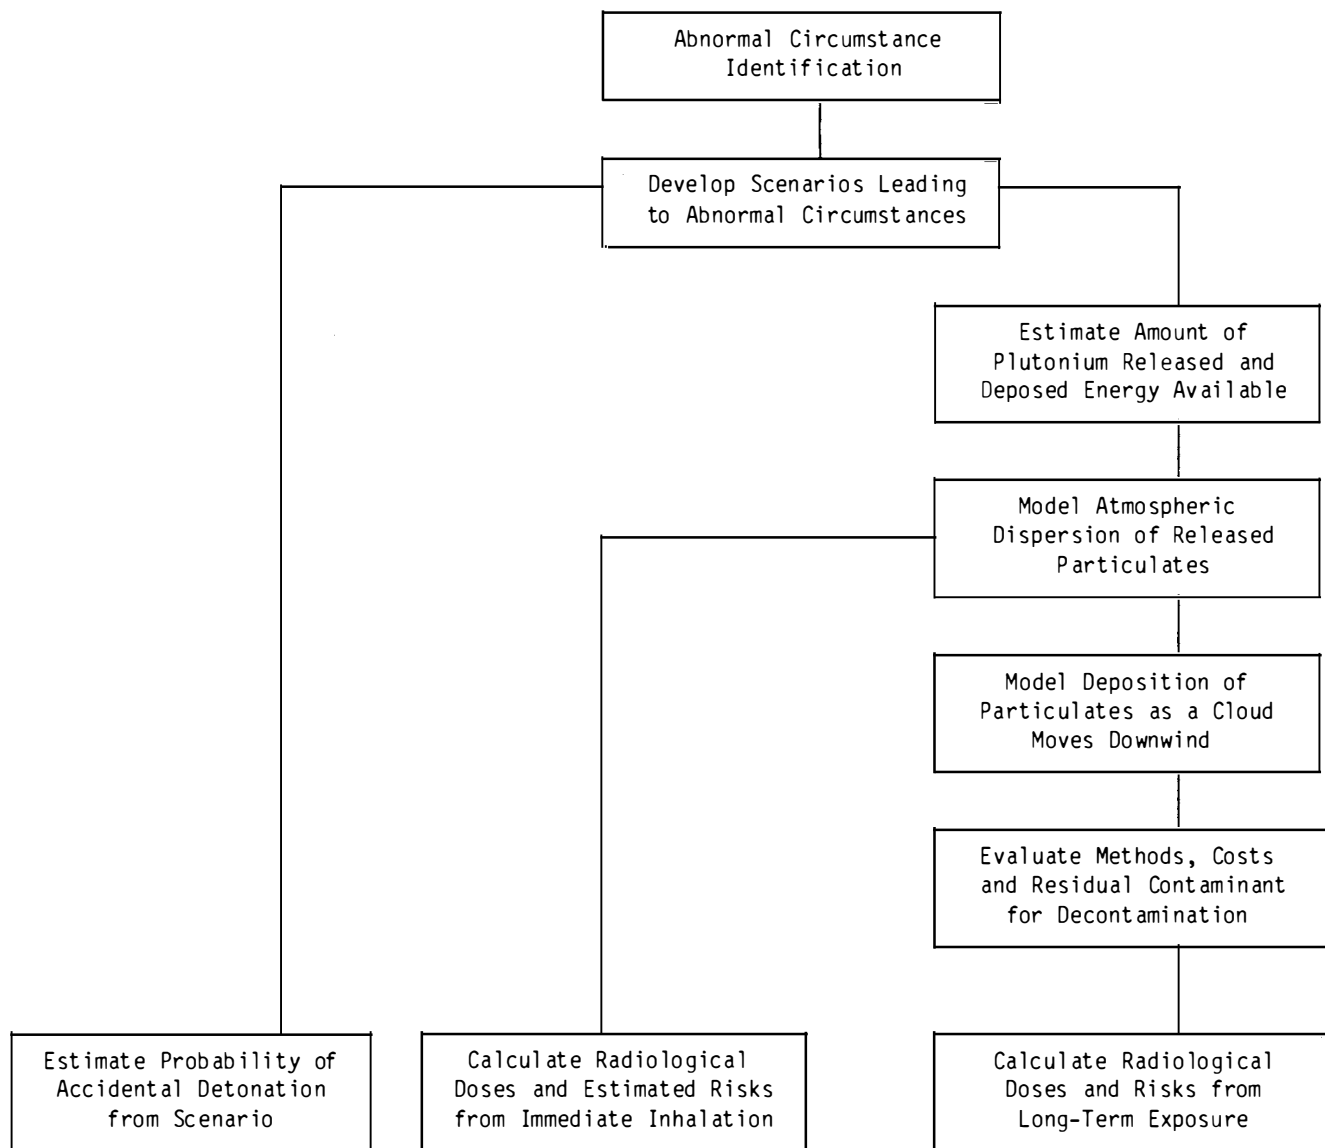 Abnormal Circumstance
Identification
Develop Scenarios Leading
to Abnormal Circumstances
Estimate Amount of
Plutonium Released and
Deposed Energy Available
Model Atmospheric
Dispersion of Released
Particulates
Model Deposition of
Particulates as a Cloud
Moves Downwind
Evaluate Methods, Costs
and Residual Contaminant
for Decontamination
Estimate Probability of
Accidental Detonation
from Scenario
Calculate Radiological
Doses and Estimated Risks
from Immediate Inhalation
Calculate Radiological
Doses and Risks from
Long-Term Exposure